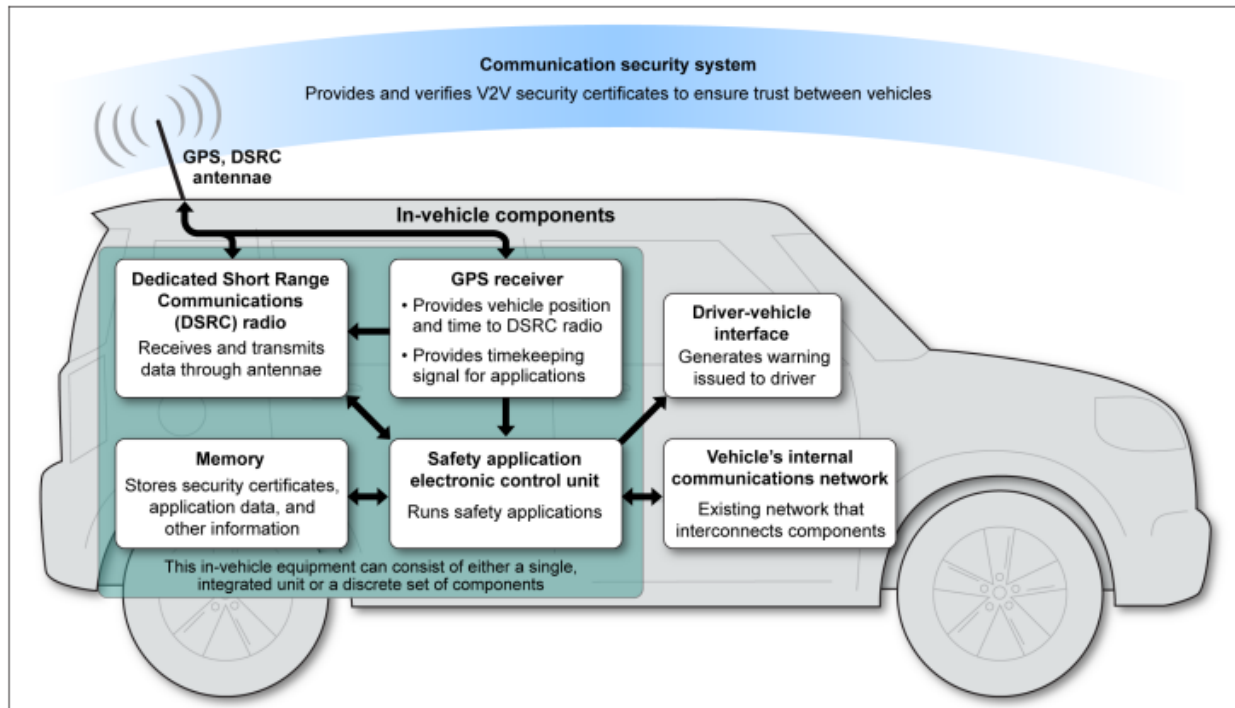 Communication security system
Provides and verifies V2V security certificates to ensure trust between vehicles
GPS, DSRC
antennae
In-vehicle components
Dedicated Short Range
Communications
(DSRC) radio
Receives and transmits
data through antennae
GPS receiver
• Provides vehicle position
and time to DSRC radio
• Provides timekeeping
signal for applications
Driver-vehicle
interface
Generates warning
issued to driver
Memory
Stores security certificates,
application data, and
other information
Safety application
electronic control unit
Runs safety applications
Vehicle's internal
communications network
Existing network that
interconnects components
This in-vehicle equipment can consist of either a single,
integrated unit or a discrete set of components